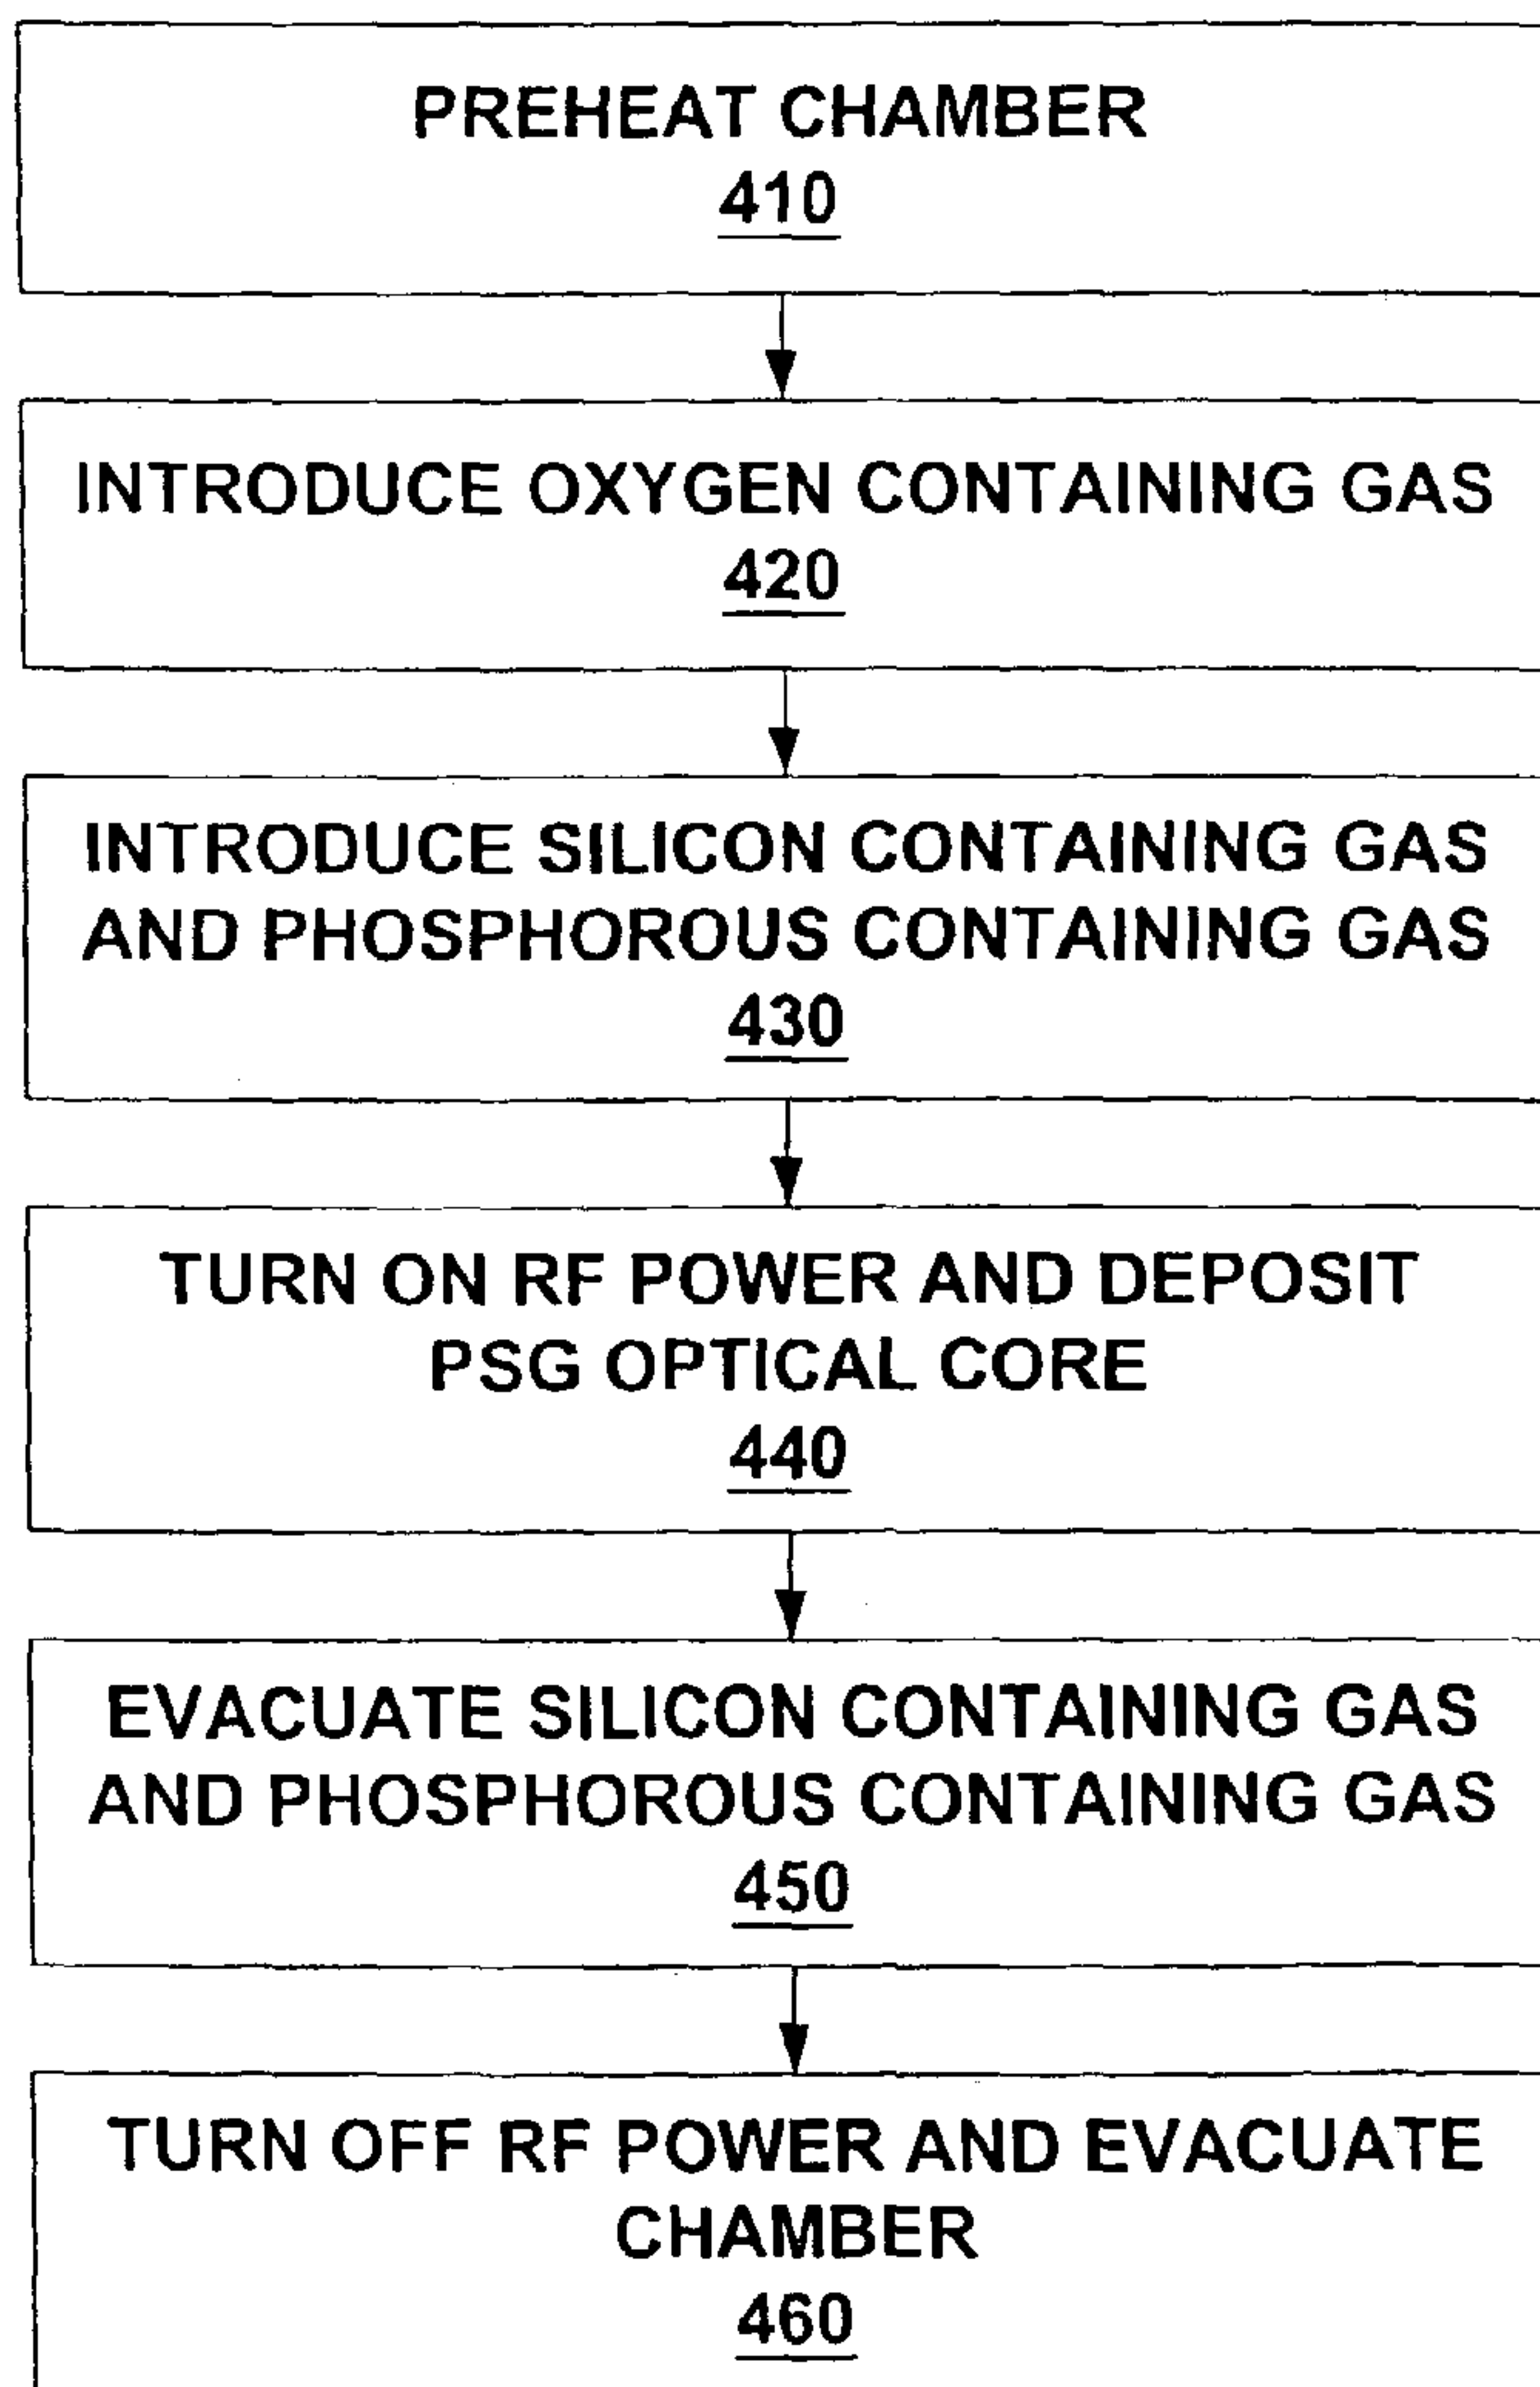 PREHEAT CHAMBER
410
INTRODUCE OXYGEN CONTAINING GAS
420
INTRODUCE SILICON CONTAINING GAS
AND PHOSPHOROUS CONTAINING GAS
430
TURN ON RF POWER AND DEPOSIT
PSG OPTICAL CORE
440
EVACUATE SILICON CONTAINING GAS
AND PHOSPHOROUS CONTAINING GAS
450
TURN OFF RF POWER AND EVACUATE
CHAMBER
460